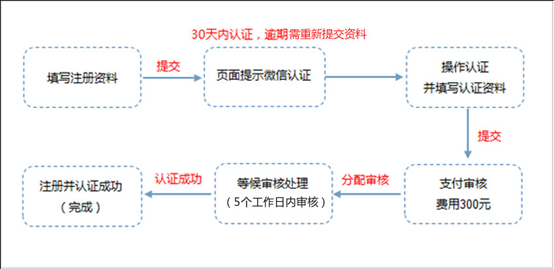 30天内认证，逾期需重新提交资料
填写注册资料
提交
页面提示微信认证
操作认证
并填写认证资料
提交
支付审核
费用300元
分配审核
等候审核处理
（5个工作日内审核）
认证成功
注册并认证成功
（完成）